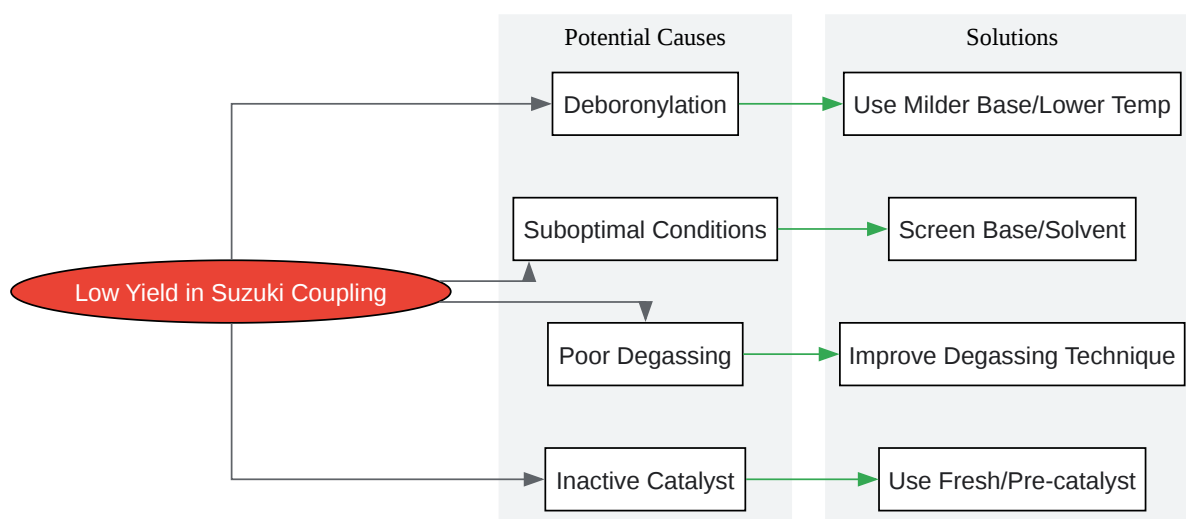 Potential Causes
Solutions
Deboronylation
Use Milder Base/Lower Temp
Suboptimal Conditions
Screen Base/Solvent
Low Yield in Suzuki Coupling
Poor Degassing
Improve Degassing Technique
Inactive Catalyst
Use Fresh/Pre-catalyst